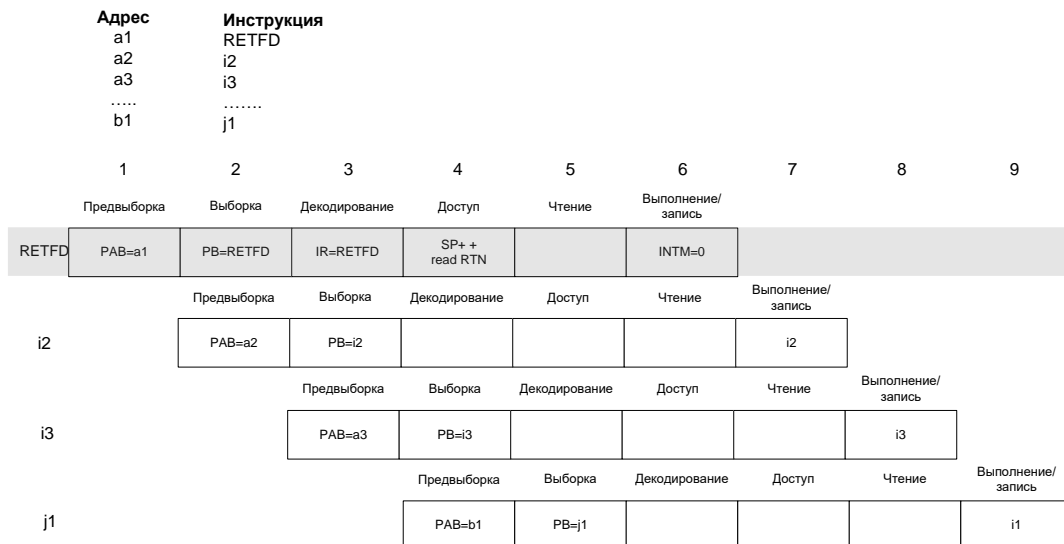 Адрес Инструкция
a1 RETFD
a2 i2
a3 i3
..... .......
b1 j1
1 2 3 4 5 6 7 8 9
Предвыборка Выборка Декодирование Доступ Чтение Выполнение/
запись
RETFD PAB=a1 PB=RETFD IR=RETFD SP+ +
read RTN INTM=0
Предвыборка Выборка Декодирование Доступ Чтение Выполнение/
запись
i2 PAB=a2 PB=i2 i2
Предвыборка Выборка Декодирование Доступ Чтение Выполнение/
запись
i3 PAB=a3 PB=i3 i3
Предвыборка Выборка Декодирование Доступ Чтение Выполнение/
запись
j1 PAB=b1 PB=j1 i1